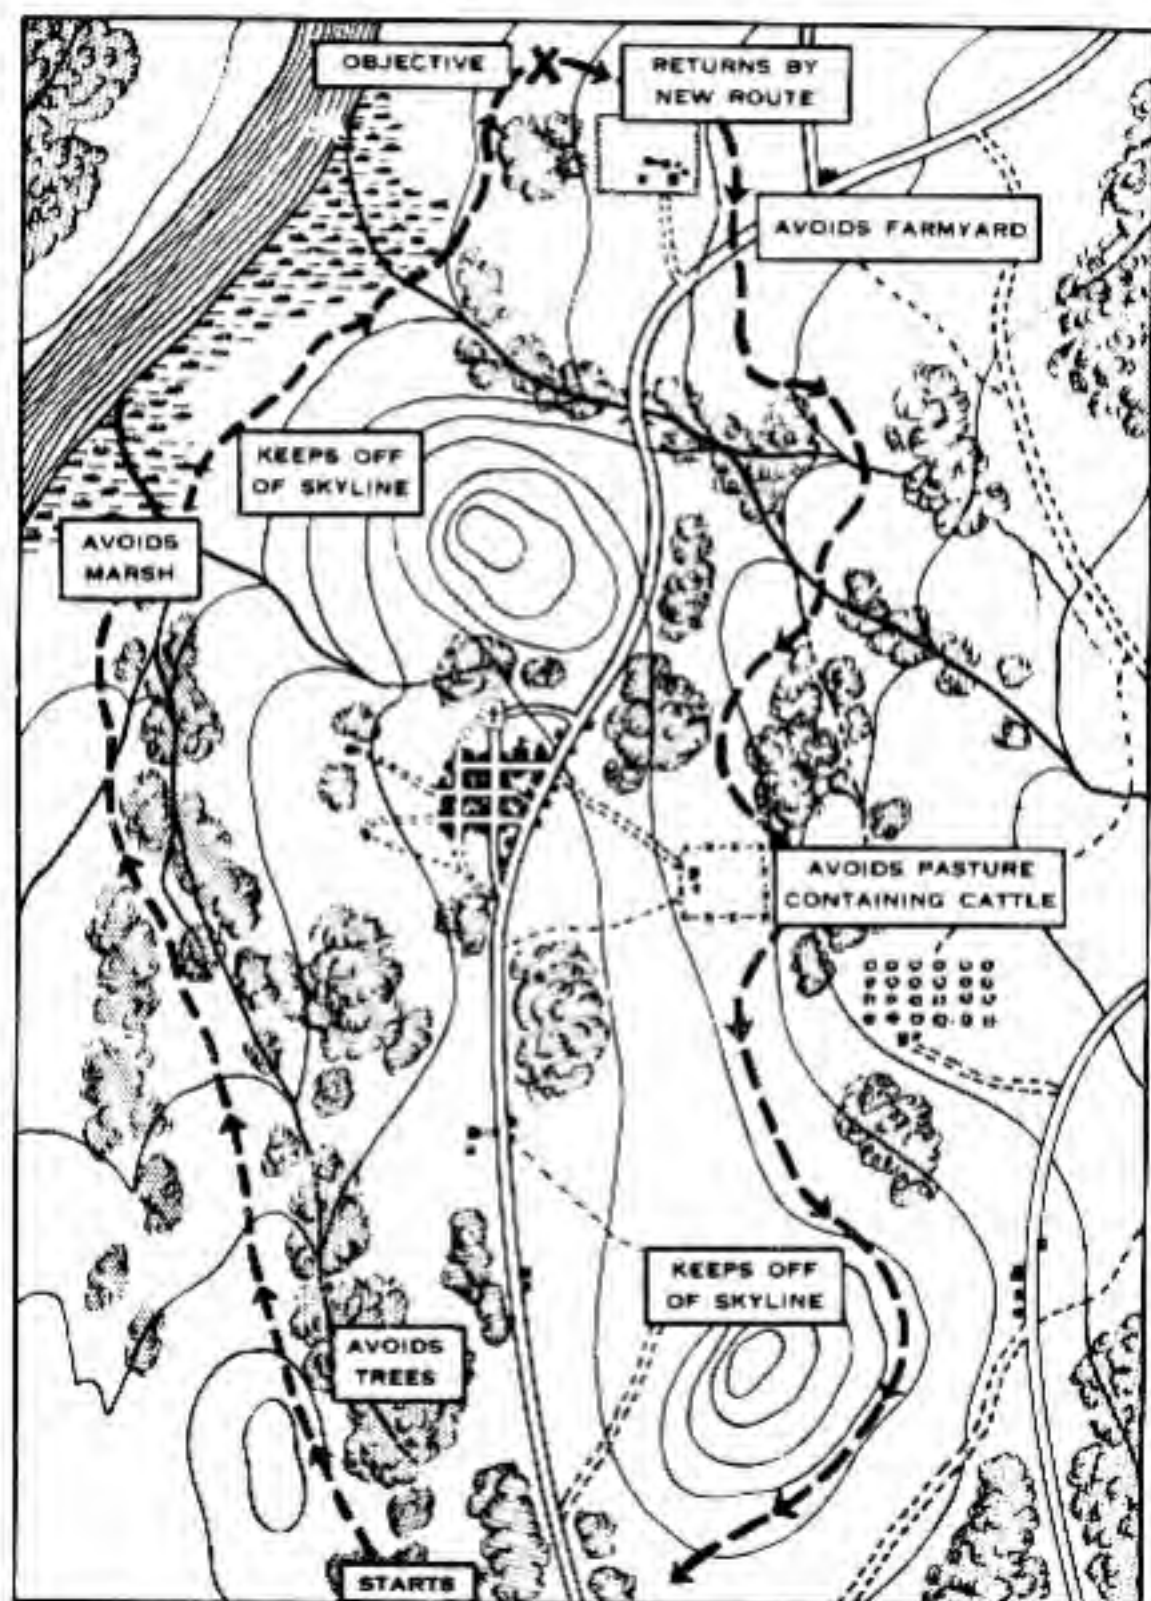 OBJECTIVE
RETURNS BY
NEW ROUTE
AVOIDS FARMYARD
KEEPS OFF
OF SKYLINE
AVOIDS
MARSH
AVOIDS PASTURE
CONTAINING CATTLE
KEEPS OFF
OF SKYLINE
AVOIDS
TREES
STARTS